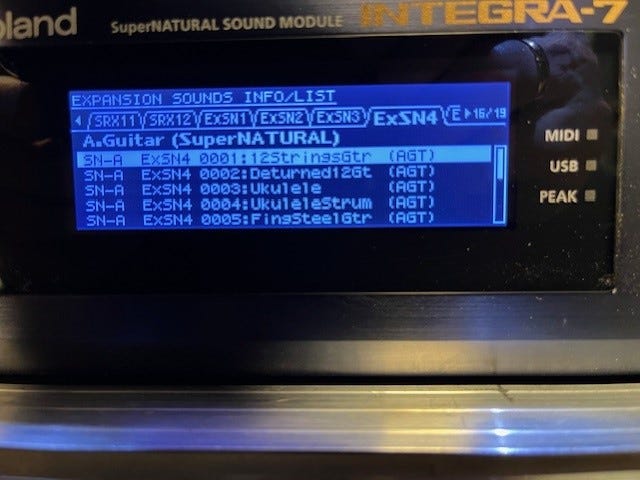 oland SuperNATURAL SOUND MODULE INTEGRA-7
EXPANSION SOUNDS INFO/LIST
SRX11 SRX12 ExSN1 ExSN2 ExSN3 ExSN4 E 16/19
A.Guitar (SuperNATURAL)
SN-A ExSN4 0001:12StringsGtr (AGT)
SN-A ExSN4 0002:Deturned12Gt (AGT)
SN-A ExSN4 0003:Ukulele (AGT)
SN-A ExSN4 0004:UkuleleStrum (AGT)
SN-A ExSN4 0005:FingSteelGtr (AGT)
MIDI
USB
PEAK